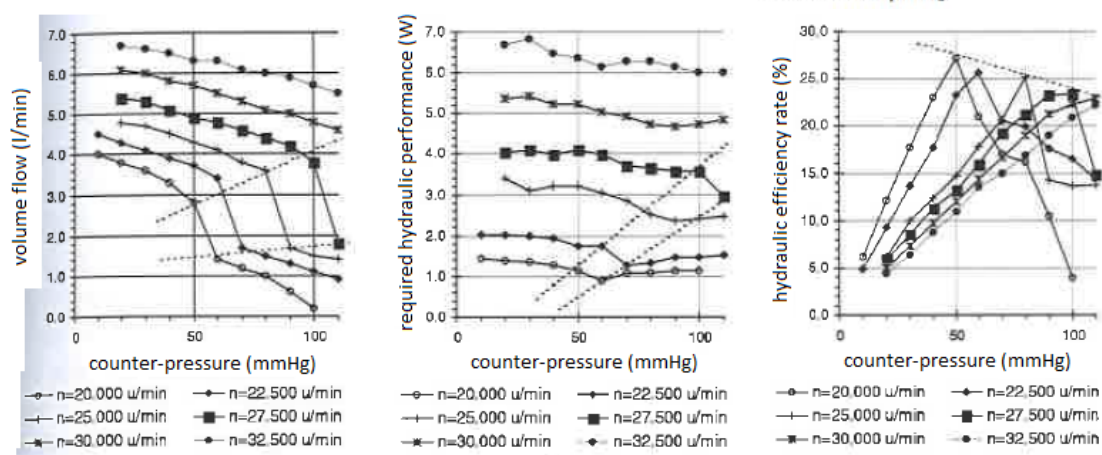 volume flow (l/min)
7.0
6.0
5.0
4.0
3.0
2.0
1.0
0.0
0 50 100
counter-pressure (mmHg)
n=20,000 u/min n=22,500 u/min
n=25,000 u/min n=27,500 u/min
n=30,000 u/min n=32,500 u/min
required hydraulic performance (W)
7.0
6.0
5.0
4.0
3.0
2.0
1.0
0.0
0 50 100
counter-pressure (mmHg)
n=20,000 u/min n=22,500 u/min
n=25,000 u/min n=27,500 u/min
n=30,000 u/min n=32,500 u/min
hydraulic efficiency rate (%)
30.0
25.0
20.0
15.0
10.0
5.0
0.0
0 50 100
counter-pressure (mmHg)
n=20,000 u/min n=22,500 u/min
n=25,000 u/min n=27,500 u/min
n=30,000 u/min n=32,500 u/min